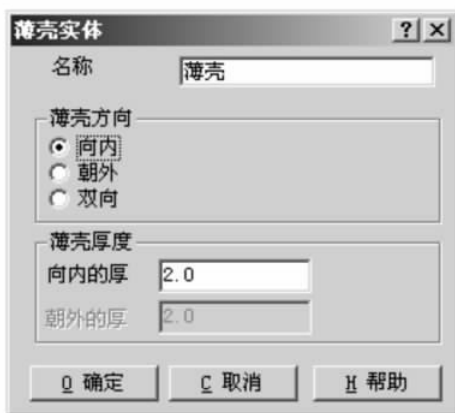 薄壳实体
名称 薄壳
薄壳方向
向内
朝外
双向
薄壳厚度
向内的厚 2.0
朝外的厚 2.0
O 确定 C 取消 H 帮助